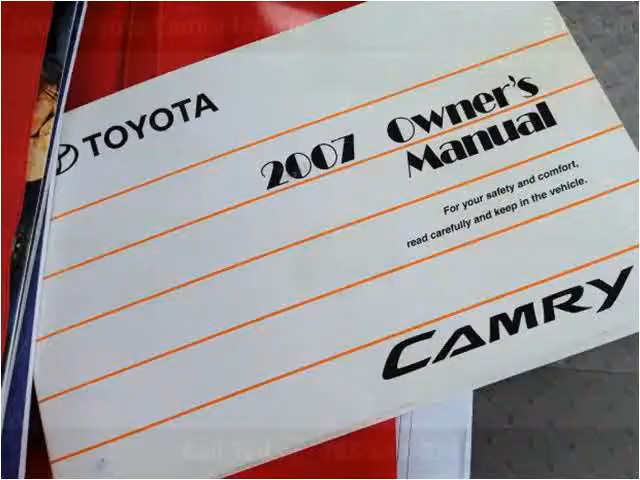 TOYOTA
2007 Owner's
Manual
For your safety and comfort,
read carefully and keep in the vehicle.
CAMRY